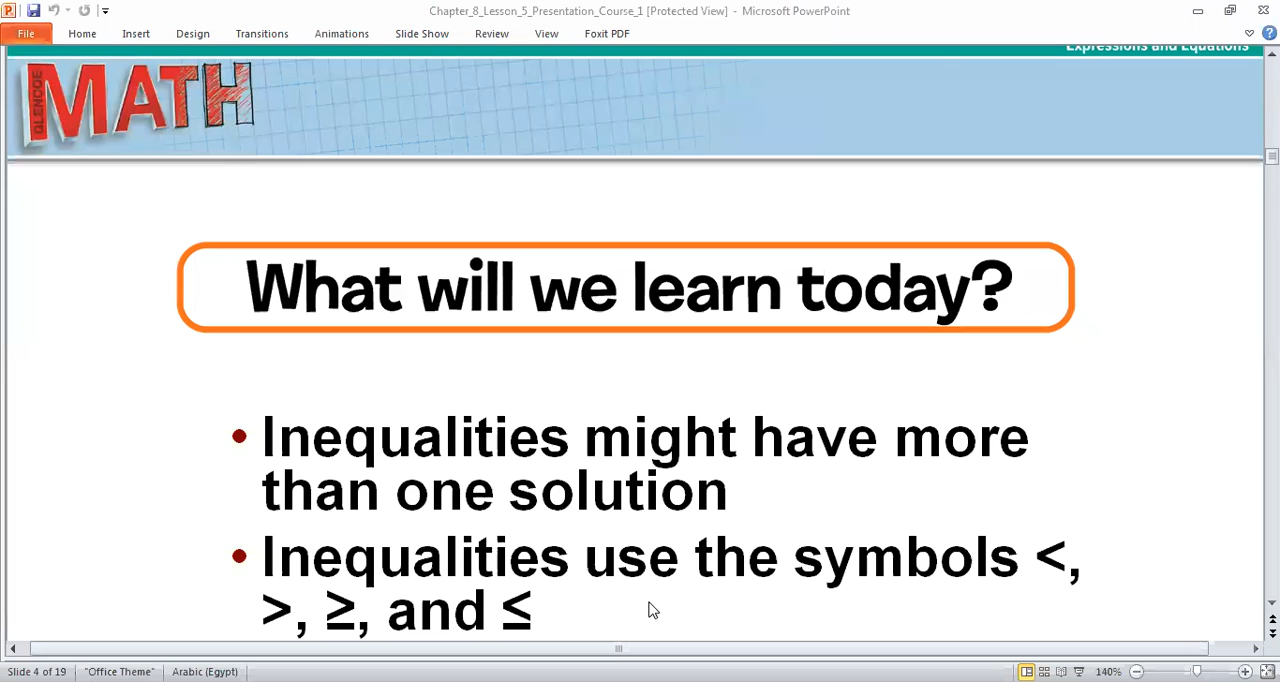 Chapter_8_Lesson_5_Presentation_Course_1 [Protected View] - Microsoft PowerPoint
File Home Insert Design Transitions Animations Slide Show Review View Foxit PDF
Expressions and Equations
GLENCOE
MATH
What will we learn today?
• Inequalities might have more
than one solution
• Inequalities use the symbols <,
>, ≥, and ≤
Slide 4 of 19 "Office Theme" Arabic (Egypt) 140%